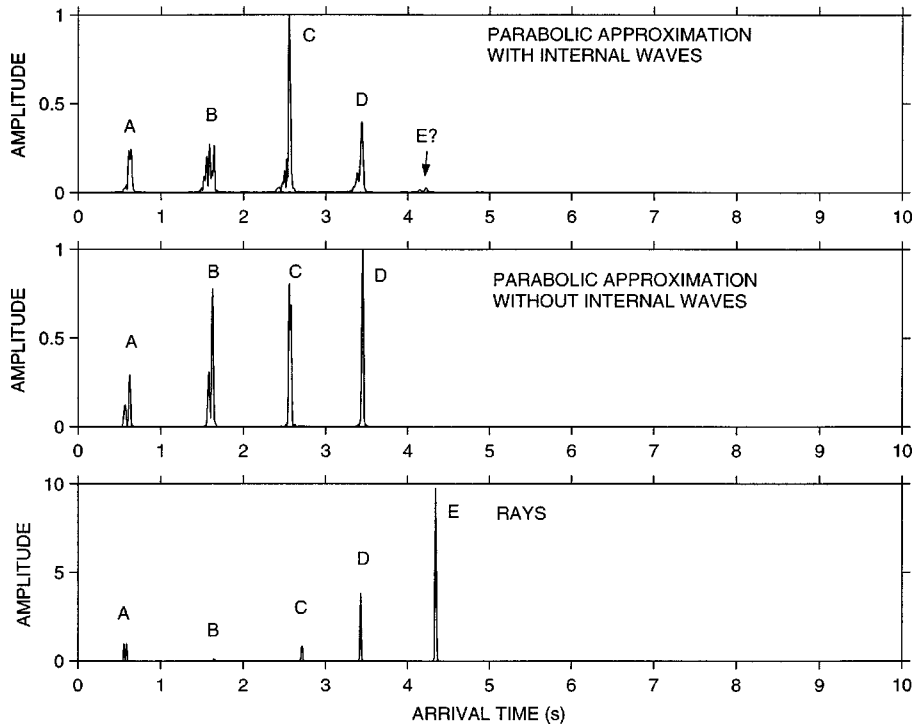 AMPLITUDE
1
0.5
0
A
B
C
D
E?
PARABOLIC APPROXIMATION
WITH INTERNAL WAVES
0 1 2 3 4 5 6 7 8 9 10
AMPLITUDE
1
0.5
0
A
B
C
D
PARABOLIC APPROXIMATION
WITHOUT INTERNAL WAVES
0 1 2 3 4 5 6 7 8 9 10
AMPLITUDE
10
5
0
A
B
C
D
E
RAYS
0 1 2 3 4 5 6 7 8 9 10
ARRIVAL TIME (s)